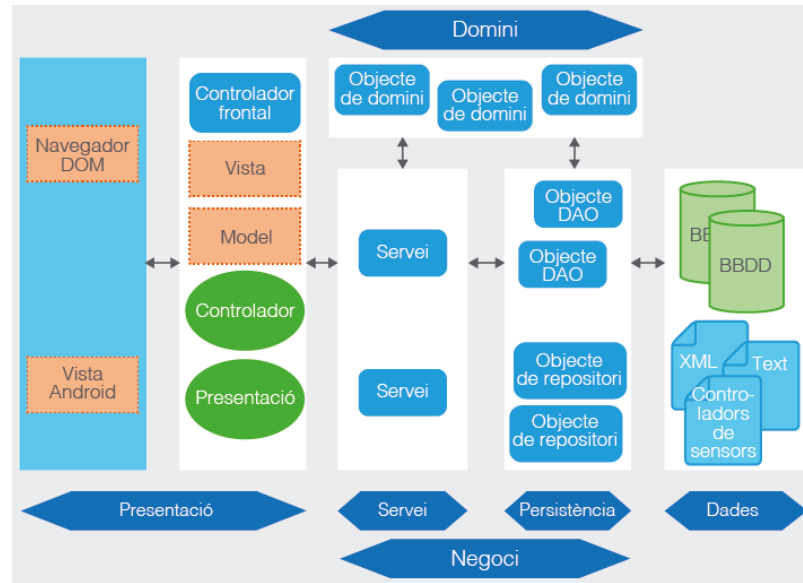 Domini
Objecte
de domini
Objecte
de domini
Objecte
de domini
Controlador
frontal
Navegador
DOM
Vista
Model
Controlador
Presentació
Vista
Android
Servei
Servei
Objecte
DAO
Objecte
DAO
Objecte
de repositori
Objecte
de repositori
BBDD
XML
Text
Contro-
ladors
de
sensors
Presentació
Servei
Persistència
Dades
Negoci